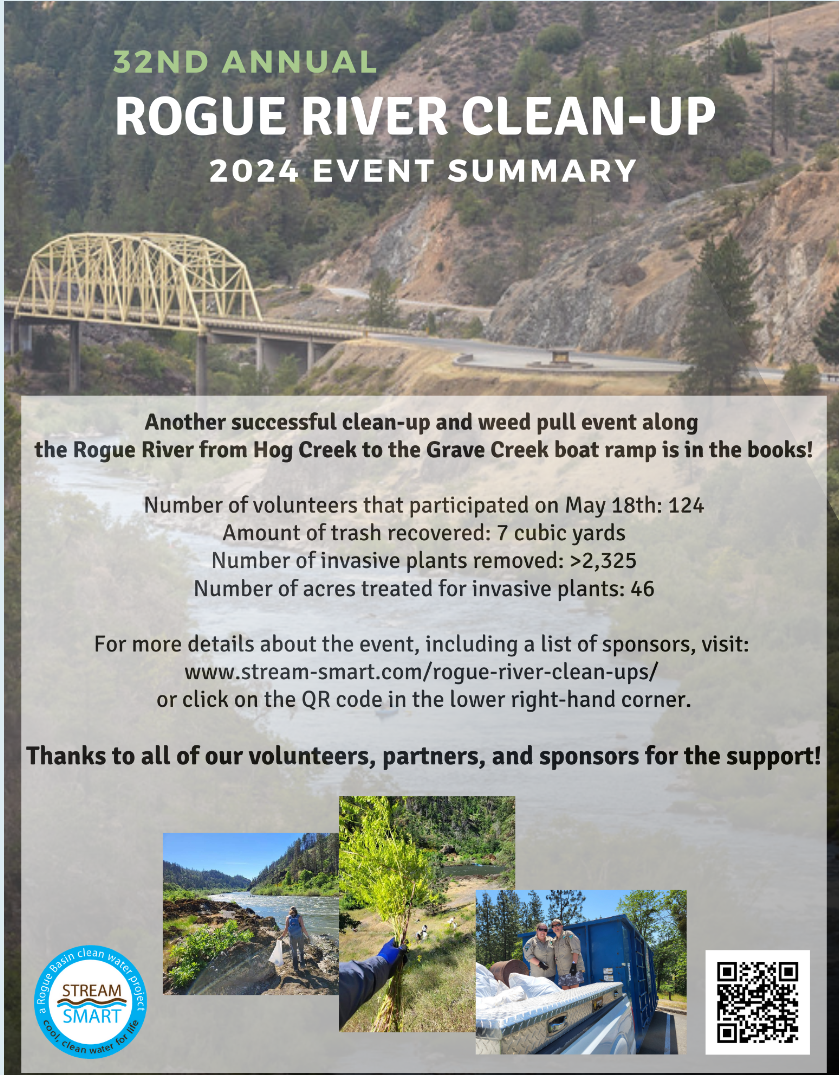 32ND ANNUAL
ROGUE RIVER CLEAN-UP
2024 EVENT SUMMARY
Another successful clean-up and weed pull event along
the Rogue River from Hog Creek to the Grave Creek boat ramp is in the books!
Number of volunteers that participated on May 18th: 124
Amount of trash recovered: 7 cubic yards
Number of invasive plants removed: >2,325
Number of acres treated for invasive plants: 46
For more details about the event, including a list of sponsors, visit:
www.stream-smart.com/rogue-river-clean-ups/
or click on the QR code in the lower right-hand corner.
Thanks to all of our volunteers, partners, and sponsors for the support!
a Rogue Basin clean water project
STREAM
SMART
cool, clean water for life